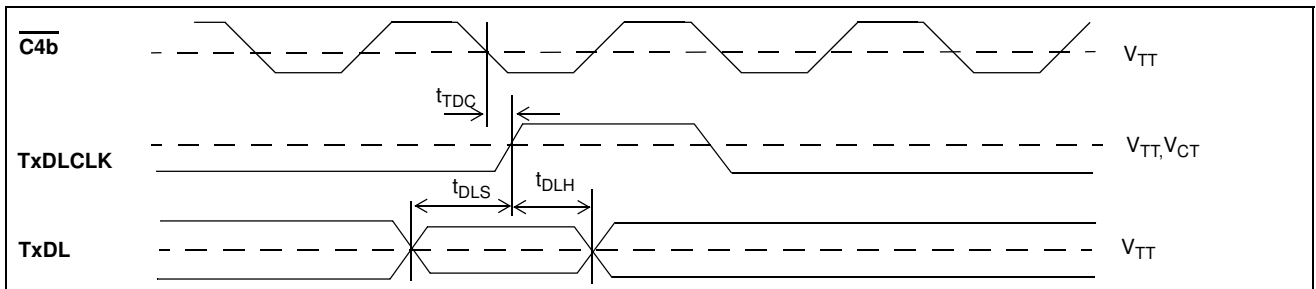 C4b
V_TT
t_TDC
TxDLCLK
V_TT,V_CT
t_DLS
t_DLH
TxDL
V_TT